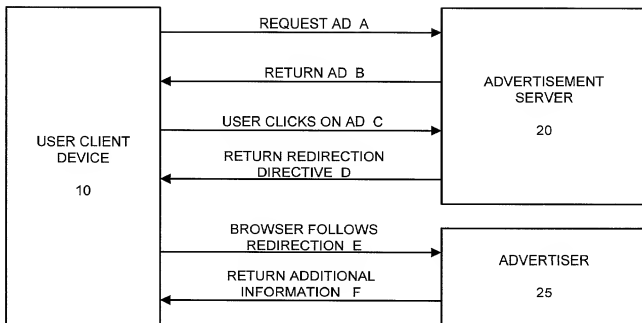 REQUEST AD A
RETURN AD B
USER CLICKS ON AD C
RETURN REDIRECTION
DIRECTIVE D
BROWSER FOLLOWS
REDIRECTION E
RETURN ADDITIONAL
INFORMATION F
USER CLIENT
DEVICE
10
ADVERTISEMENT
SERVER
20
ADVERTISER
25